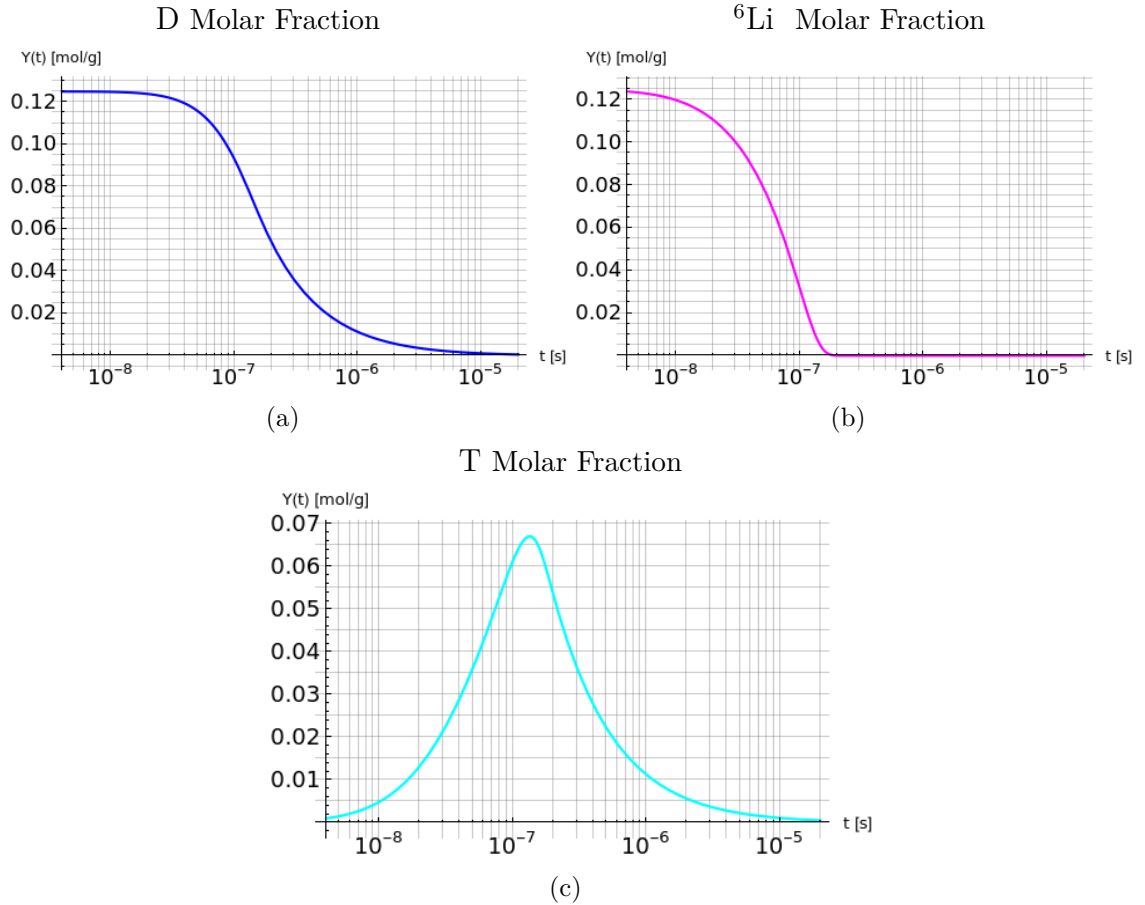 D Molar Fraction
Y(t) [mol/g]
0.12
0.10
0.08
0.06
0.04
0.02
t [s]
10⁻⁸ 10⁻⁷ 10⁻⁶ 10⁻⁵
(a)
⁶Li Molar Fraction
Y(t) [mol/g]
0.12
0.10
0.08
0.06
0.04
0.02
t [s]
10⁻⁸ 10⁻⁷ 10⁻⁶ 10⁻⁵
(b)
T Molar Fraction
Y(t) [mol/g]
0.07
0.06
0.05
0.04
0.03
0.02
0.01
t [s]
10⁻⁸ 10⁻⁷ 10⁻⁶ 10⁻⁵
(c)